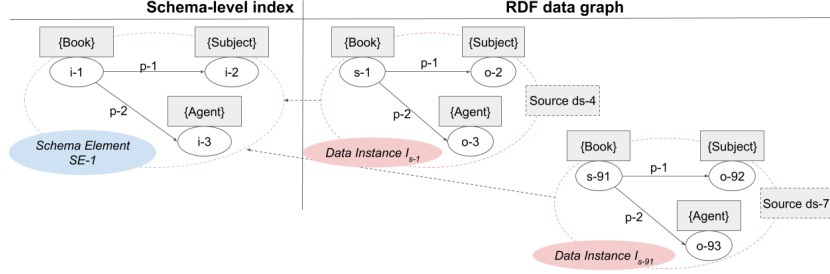 Schema-level index
RDF data graph
{Book}
{Subject}
i-1
p-1
i-2
p-2
{Agent}
i-3
Schema Element
SE-1
{Book}
{Subject}
s-1
p-1
o-2
p-2
{Agent}
o-3
Source ds-4
Data Instance I s-1
{Book}
{Subject}
s-91
p-1
o-92
p-2
{Agent}
o-93
Source ds-7
Data Instance I s-91